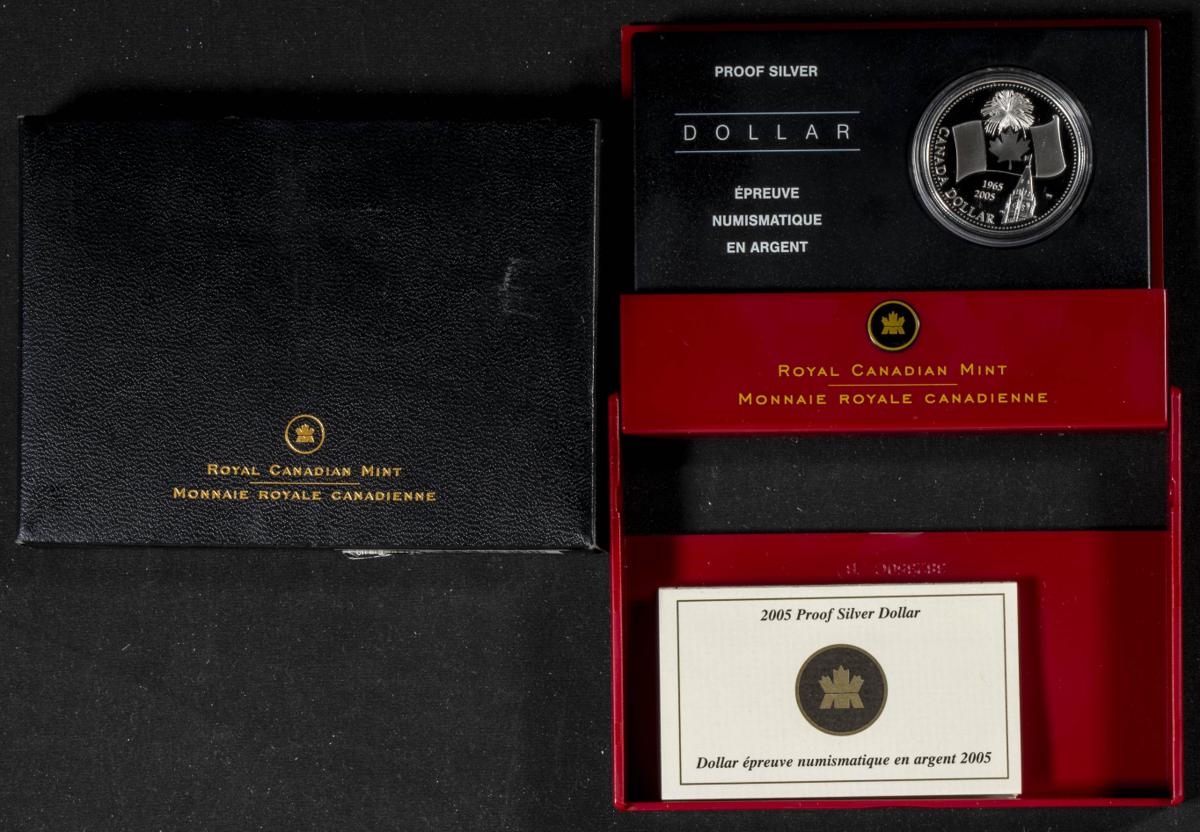 ROYAL CANADIAN MINT
MONNAIE ROYALE CANADIENNE
PROOF SILVER
DOLLAR
ÉPREUVE
NUMISMATIQUE
EN ARGENT
CANADA DOLLAR
1965
2005
ROYAL CANADIAN MINT
MONNAIE ROYALE CANADIENNE
2005 Proof Silver Dollar
Dollar épreuve numismatique en argent 2005